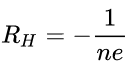 R_H = -\frac{1}{ne}